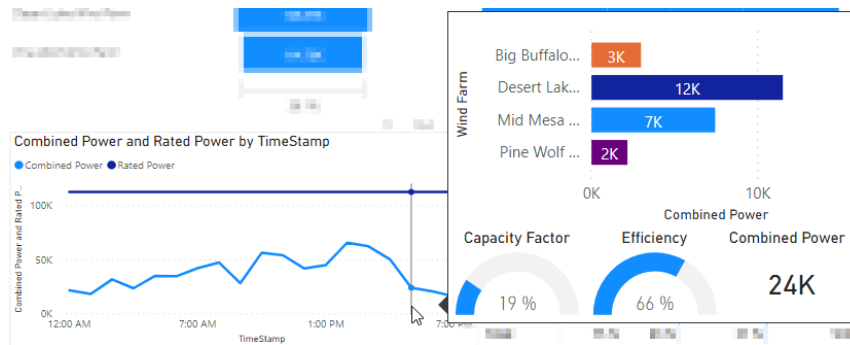 Big Buffalo...
3K
Desert Lak...
12K
Mid Mesa ...
7K
Pine Wolf ...
2K
Wind Farm
0K 10K
Combined Power
Capacity Factor
19 %
Efficiency
66 %
Combined Power
24K
Combined Power and Rated Power by TimeStamp
Combined Power Rated Power
Combined Power and Rated P...
100K
50K
0K
12:00 AM 7:00 AM 1:00 PM
TimeStamp